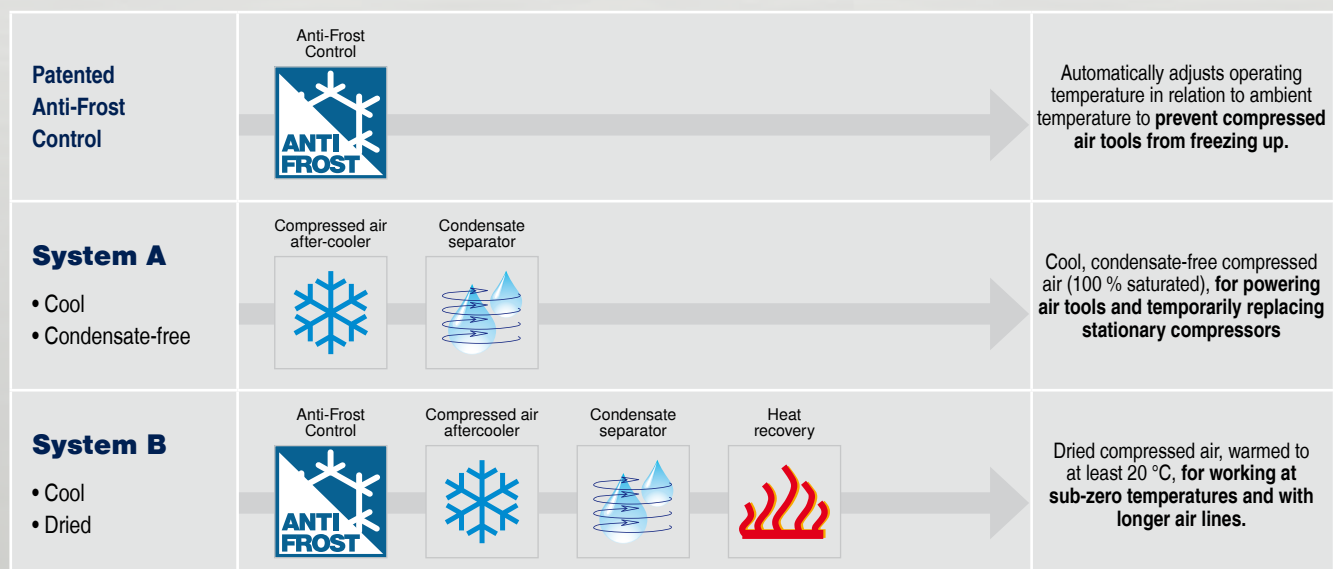 Patented
Anti-Frost
Control
Anti-Frost
Control
ANTI
FROST
Automatically adjusts operating
temperature in relation to ambient
temperature to prevent compressed
air tools from freezing up.
System A
• Cool
• Condensate-free
Compressed air
after-cooler
Condensate
separator
Cool, condensate-free compressed
air (100 % saturated), for powering
air tools and temporarily replacing
stationary compressors
System B
• Cool
• Dried
Anti-Frost
Control
ANTI
FROST
Compressed air
aftercooler
Condensate
separator
Heat
recovery
Dried compressed air, warmed to
at least 20 °C, for working at
sub-zero temperatures and with
longer air lines.